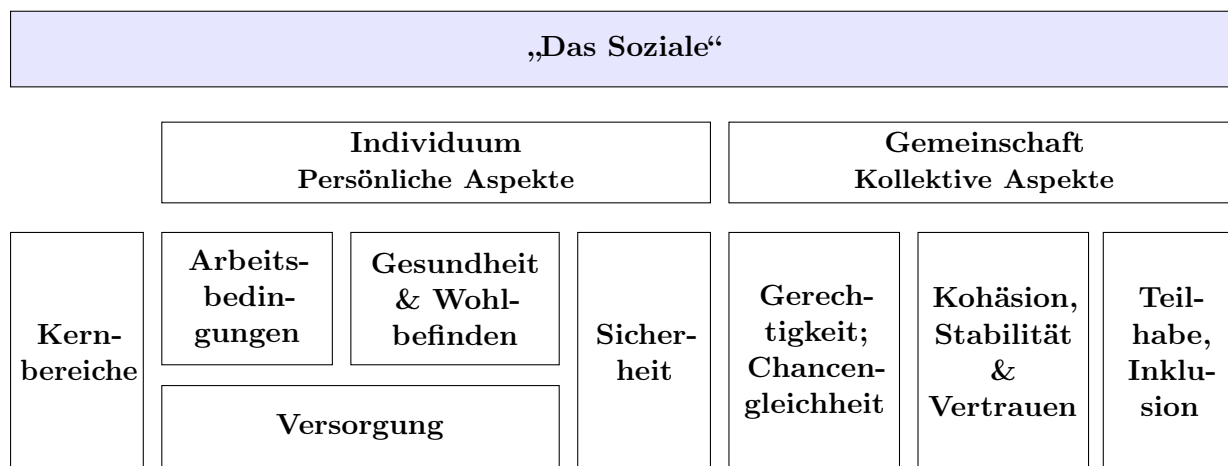 „Das Soziale“
Individuum
Persönliche Aspekte
Gemeinschaft
Kollektive Aspekte
Kern-
bereiche
Arbeits-
bedin-
gungen
Gesundheit
& Wohl-
befinden
Versorgung
Sicher-
heit
Gerech-
tigkeit;
Chancen-
gleichheit
Kohäsion,
Stabilität
&
Vertrauen
Teil-
habe,
Inklu-
sion